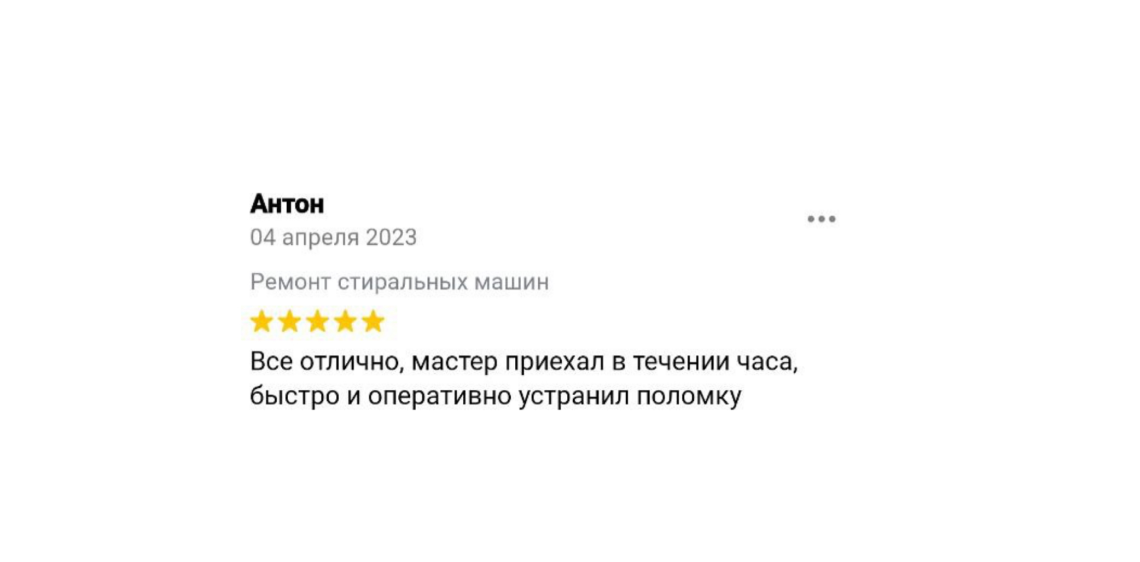 Антон
04 апреля 2023
Ремонт стиральных машин
Все отлично, мастер приехал в течении часа,
быстро и оперативно устранил поломку